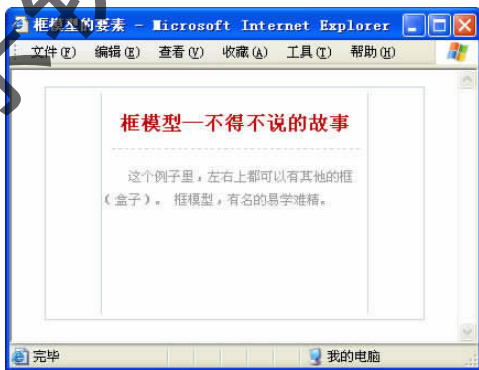 框模型的要素 - Microsoft Internet Explorer
文件(F) 编辑(E) 查看(V) 收藏(A) 工具(T) 帮助(H)
框模型—不得不说的故事
这个例子里，左右上都可以有其他的框
（盒子）。 框模型，有名的易学难精。
完毕 我的电脑